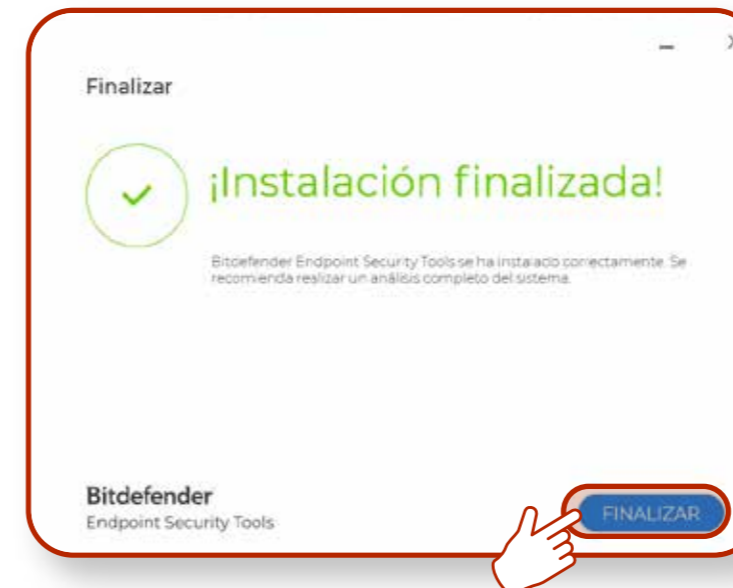 Finalizar
¡Instalación finalizada!
Bitdefender Endpoint Security Tools se ha instalado correctamente. Se
recomienda realizar un análisis completo del sistema.
Bitdefender
Endpoint Security Tools
FINALIZAR